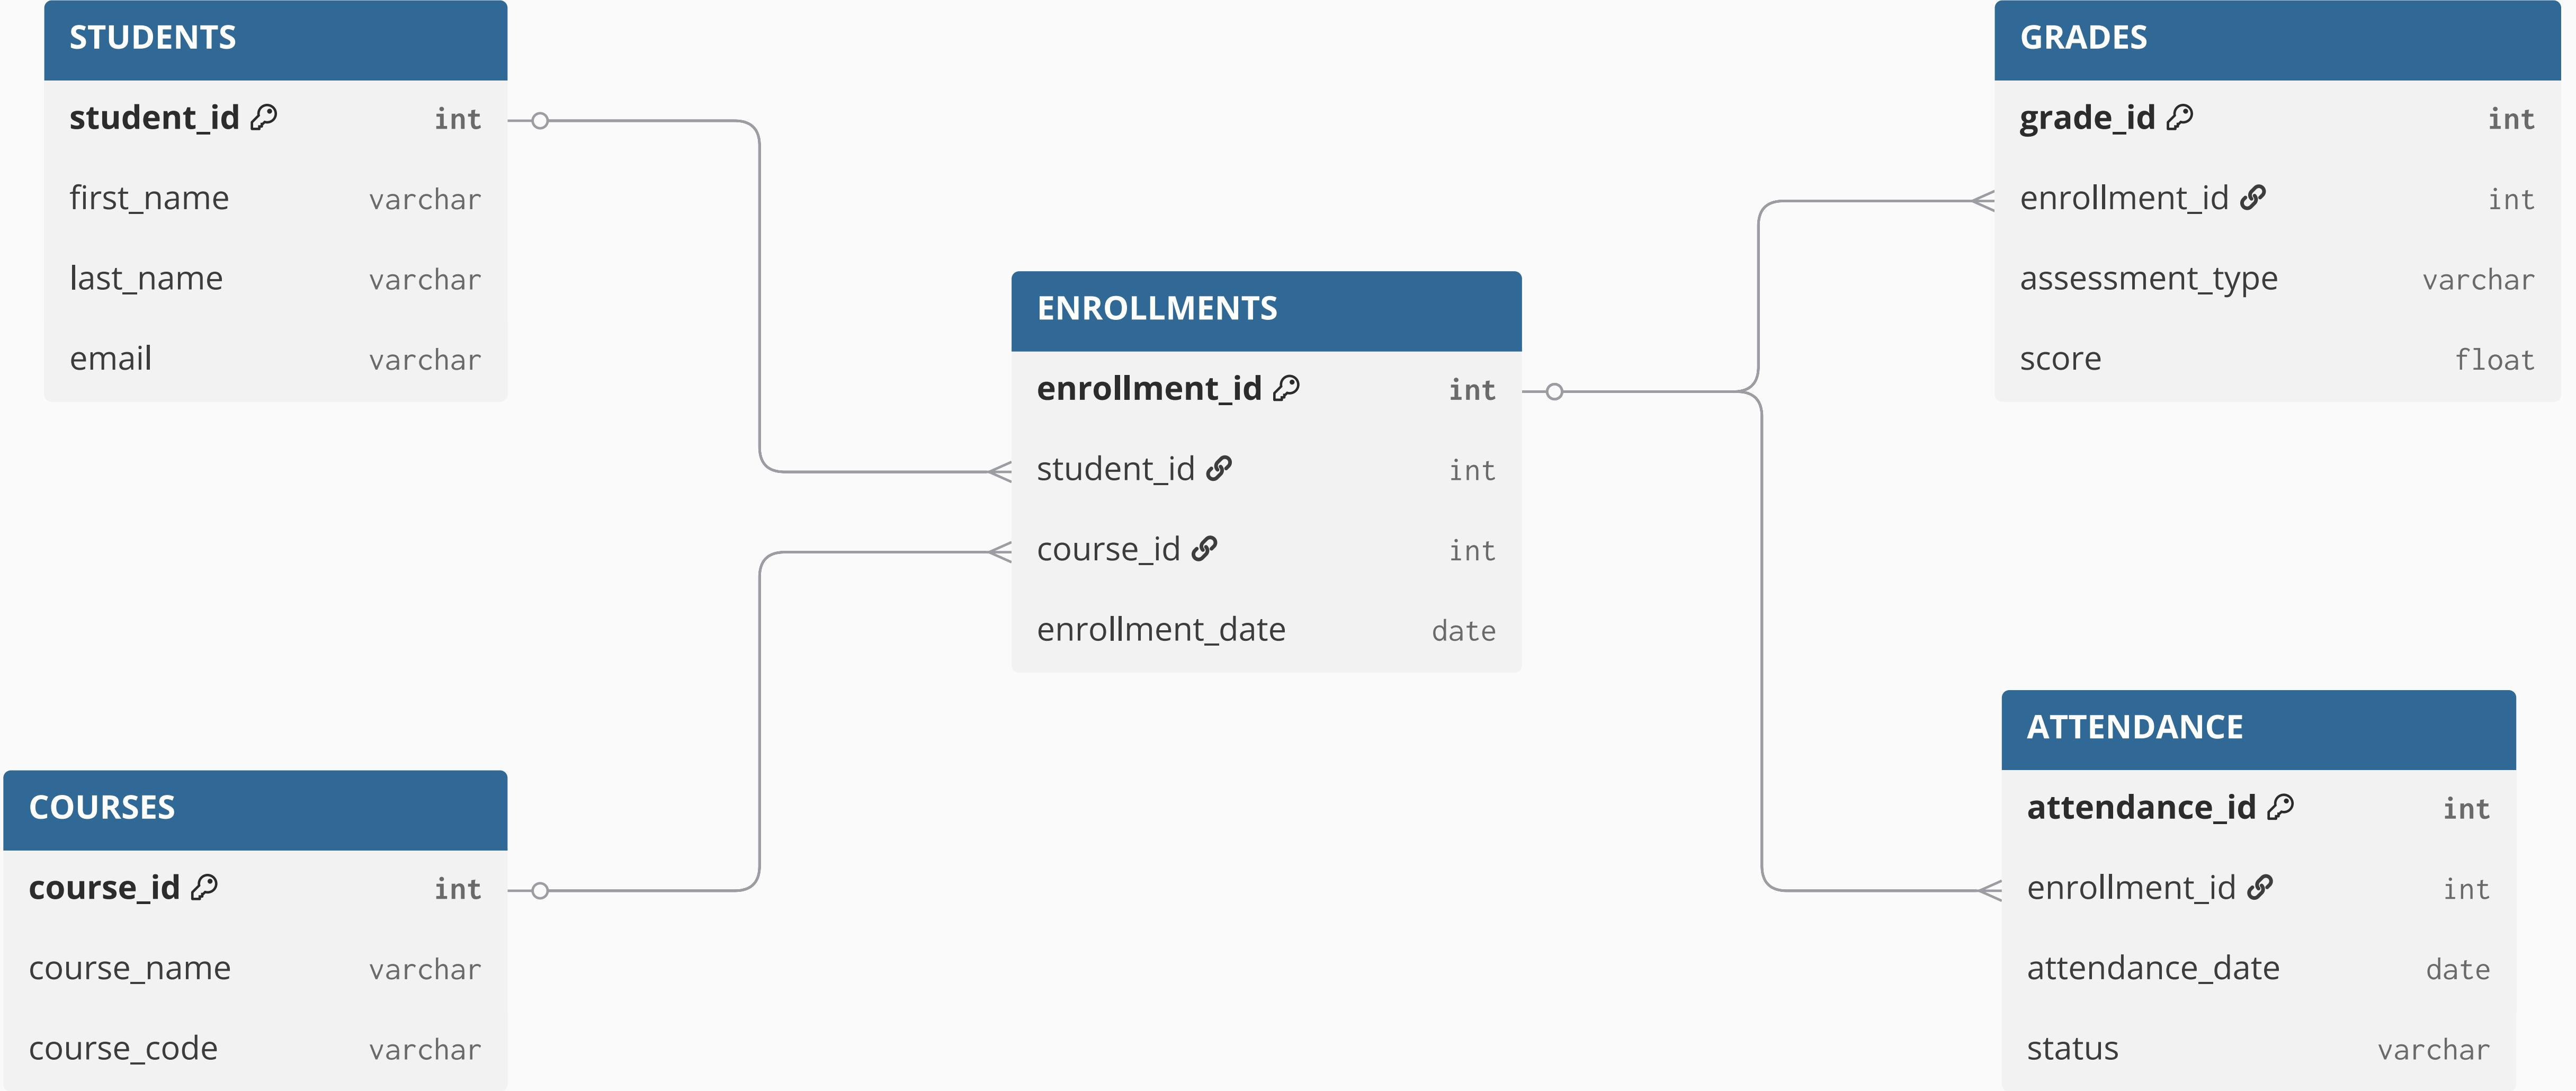 STUDENTS
student_id int
first_name varchar
last_name varchar
email varchar
COURSES
course_id int
course_name varchar
course_code varchar
ENROLLMENTS
enrollment_id int
student_id int
course_id int
enrollment_date date
GRADES
grade_id int
enrollment_id int
assessment_type varchar
score float
ATTENDANCE
attendance_id int
enrollment_id int
attendance_date date
status varchar